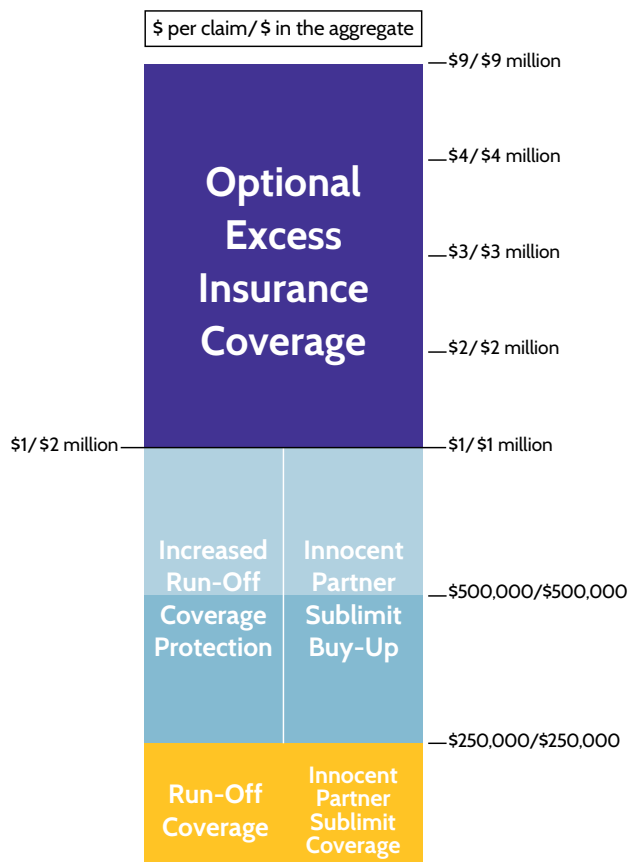 $ per claim/ $ in the aggregate
$9/ $9 million
$4/ $4 million
$3/ $3 million
$2/ $2 million
Optional
Excess
Insurance
Coverage
$1/ $2 million
$1/ $1 million
Increased
Run-Off
Coverage
Protection
Innocent
Partner
Sublimit
Buy-Up
$500,000/$500,000
$250,000/$250,000
Run-Off
Coverage
Innocent
Partner
Sublimit
Coverage